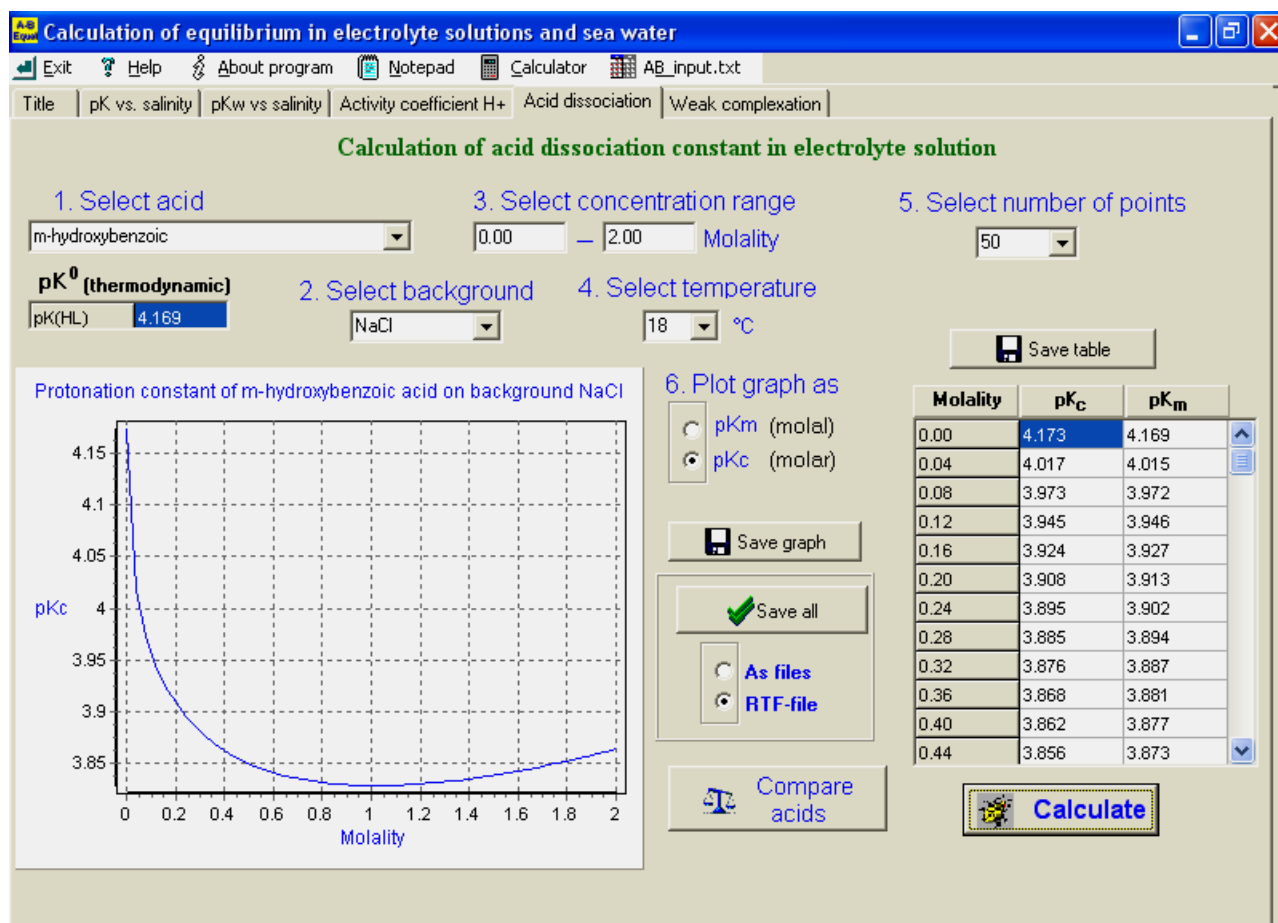 A-B Equal Calculation of equilibrium in electrolyte solutions and sea water
Exit Help About program Notepad Calculator AB_input.txt
Title pK vs. salinity pKw vs salinity Activity coefficient H+ Acid dissociation Weak complexation
Calculation of acid dissociation constant in electrolyte solution
1. Select acid
m-hydroxybenzoic
3. Select concentration range
0.00 – 2.00 Molality
5. Select number of points
50
pK⁰ (thermodynamic)
pK(HL) 4.169
2. Select background
NaCl
4. Select temperature
18 °C
Save table
Protonation constant of m-hydroxybenzoic acid on background NaCl
4.15
4.1
4.05
4
3.95
3.9
3.85
pKc
0 0.2 0.4 0.6 0.8 1 1.2 1.4 1.6 1.8 2
Molality
6. Plot graph as
pKm (molal)
pKc (molar)
Save graph
Save all
As files
RTF-file
Compare
acids
Molality pKc pKm
0.00 4.173 4.169
0.04 4.017 4.015
0.08 3.973 3.972
0.12 3.945 3.946
0.16 3.924 3.927
0.20 3.908 3.913
0.24 3.895 3.902
0.28 3.885 3.894
0.32 3.876 3.887
0.36 3.868 3.881
0.40 3.862 3.877
0.44 3.856 3.873
Calculate